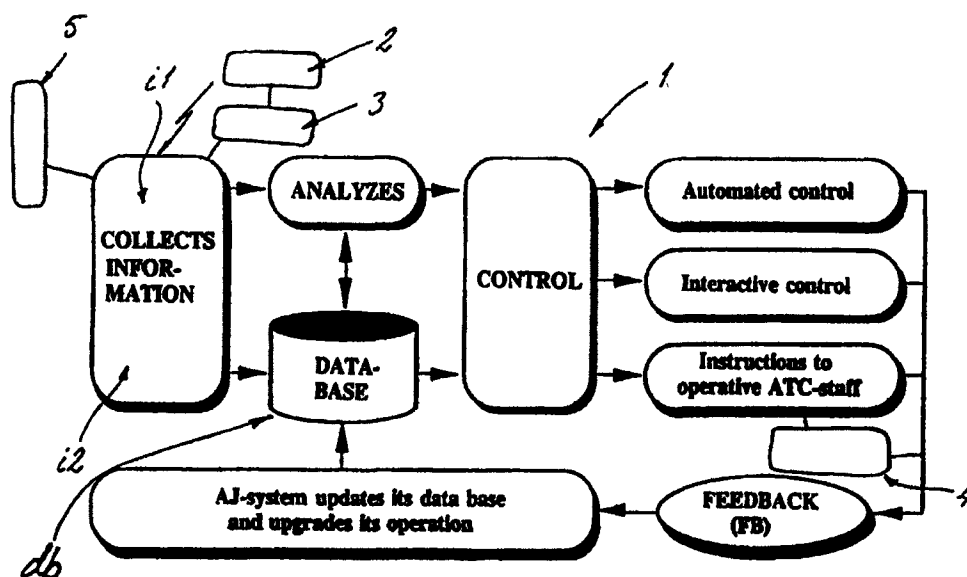 5
i1
2
3
1
ANALYZES
Automated control
COLLECTS
INFOR-
MATION
CONTROL
Interactive control
DATA-
BASE
Instructions to
operative ATC-staff
i2
AJ-system updates its data base
and upgrades its operation
FEEDBACK
(FB)
4
db